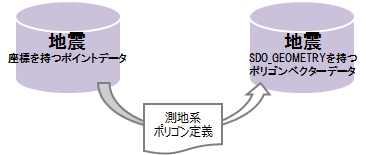 地震
座標を持つポイントデータ
地震
SDO_GEOMETRYを持つ
ポリゴンベクターデータ
測地系
ポリゴン定義